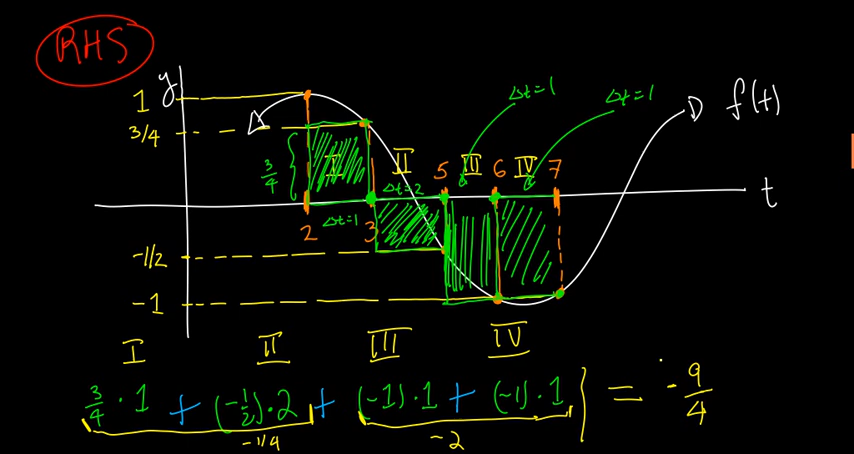 RHS
y
1
Δt=1
Δt=1
f(t)
3/4
3/4
I
II
5
III
6
IV
7
Δt=2
t
Δt=1
2
3
-1/2
-1
I
II
III
IV
3/4 · 1 + (-1/2) · 2 + (-1) · 1 + (-1) · 1 = -9/4
-1/4
-2